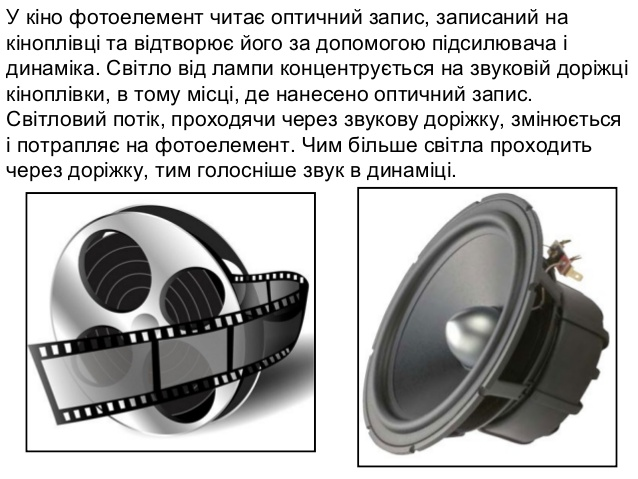 У кіно фотоелемент читає оптичний запис, записаний на
кіноплівці та відтворює його за допомогою підсилювача і
динаміка. Світло від лампи концентрується на звуковій доріжці
кіноплівки, в тому місці, де нанесено оптичний запис.
Світловий потік, проходячи через звукову доріжку, змінюється
і потрапляє на фотоелемент. Чим більше світла проходить
через доріжку, тим голосніше звук в динаміці.